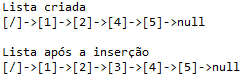 Lista criada
[/]->[1]->[2]->[4]->[5]->null
Lista após a inserção
[/]->[1]->[2]->[3]->[4]->[5]->null